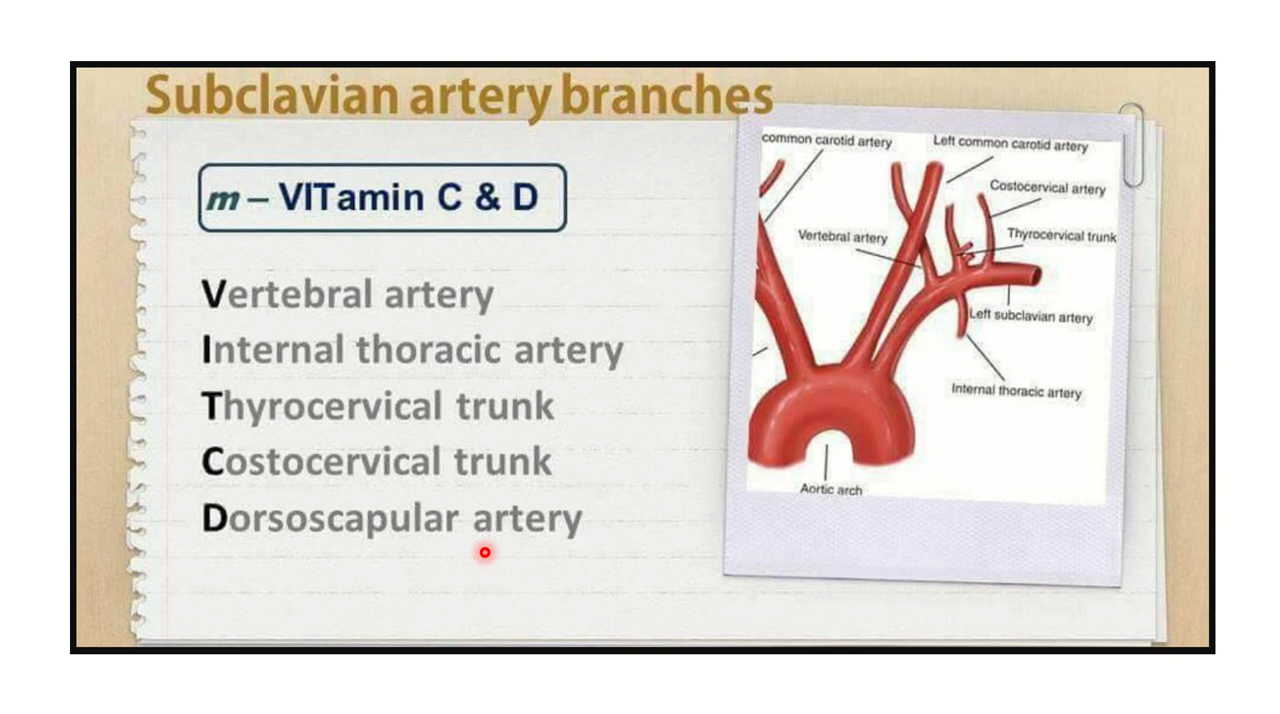 Subclavian artery branches
m – VITamin C & D
Vertebral artery
Internal thoracic artery
Thyrocervical trunk
Costocervical trunk
Dorsoscapular artery
common carotid artery
Left common carotid artery
Costocervical artery
Vertebral artery
Thyrocervical trunk
Left subclavian artery
Internal thoracic artery
Aortic arch